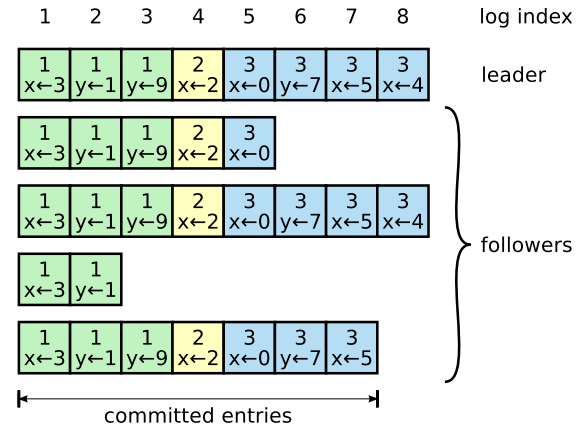 1 2 3 4 5 6 7 8 log index
1 1 1 2 3 3 3 3
x←3 y←1 y←9 x←2 x←0 y←7 x←5 x←4
leader
1 1 1 2 3
x←3 y←1 y←9 x←2 x←0
1 1 1 2 3 3 3 3
x←3 y←1 y←9 x←2 x←0 y←7 x←5 x←4
followers
1 1
x←3 y←1
1 1 1 2 3 3 3
x←3 y←1 y←9 x←2 x←0 y←7 x←5
committed entries